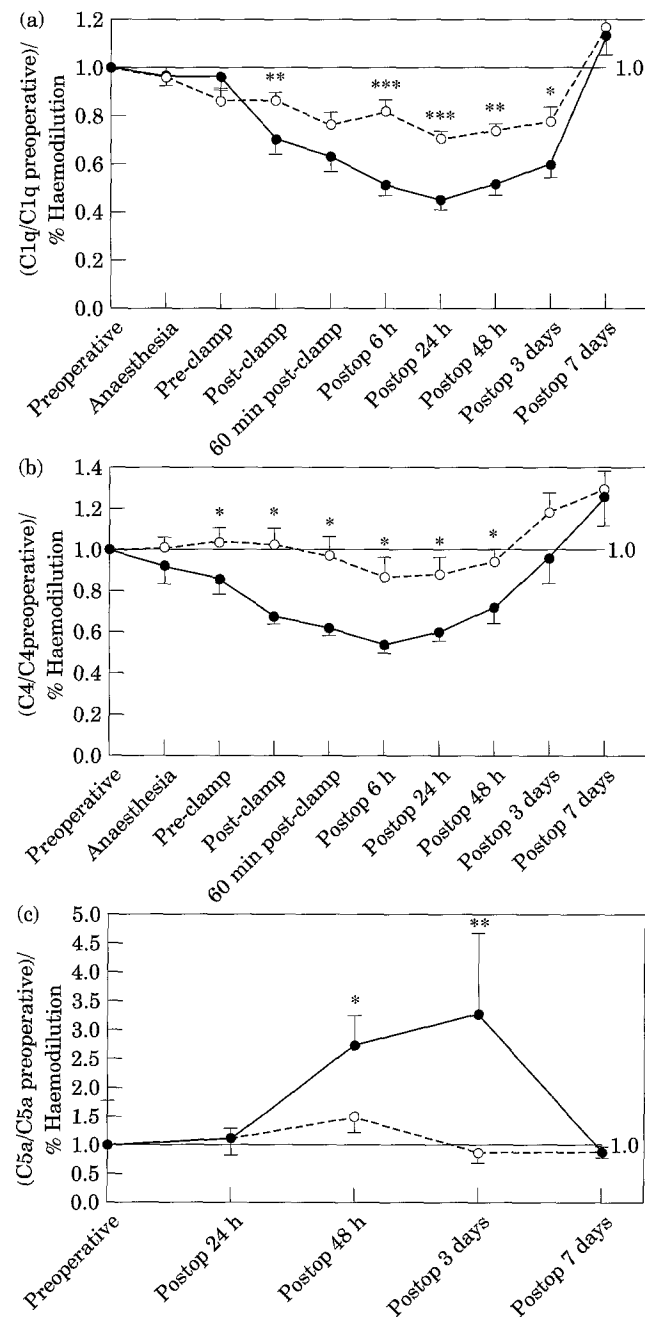 (a)
(C1q/C1q preoperative)/
% Haemodilution
1.2
1.0
0.8
0.6
0.4
0.2
0.0
**
***
***
**
*
1.0
Preoperative
Anaesthesia
Pre-clamp
Post-clamp
60 min post-clamp
Postop 6 h
Postop 24 h
Postop 48 h
Postop 3 days
Postop 7 days
(b)
(C4/C4preoperative)/
% Haemodilution
1.4
1.2
1.0
0.8
0.6
0.4
0.2
0.0
*
*
*
*
*
*
1.0
Preoperative
Anaesthesia
Pre-clamp
Post-clamp
60 min post-clamp
Postop 6 h
Postop 24 h
Postop 48 h
Postop 3 days
Postop 7 days
(c)
(C5a/C5a preoperative)/
% Haemodilution
5.0
4.5
4.0
3.5
3.0
2.5
2.0
1.5
1.0
0.5
0.0
*
**
1.0
Preoperative
Postop 24 h
Postop 48 h
Postop 3 days
Postop 7 days